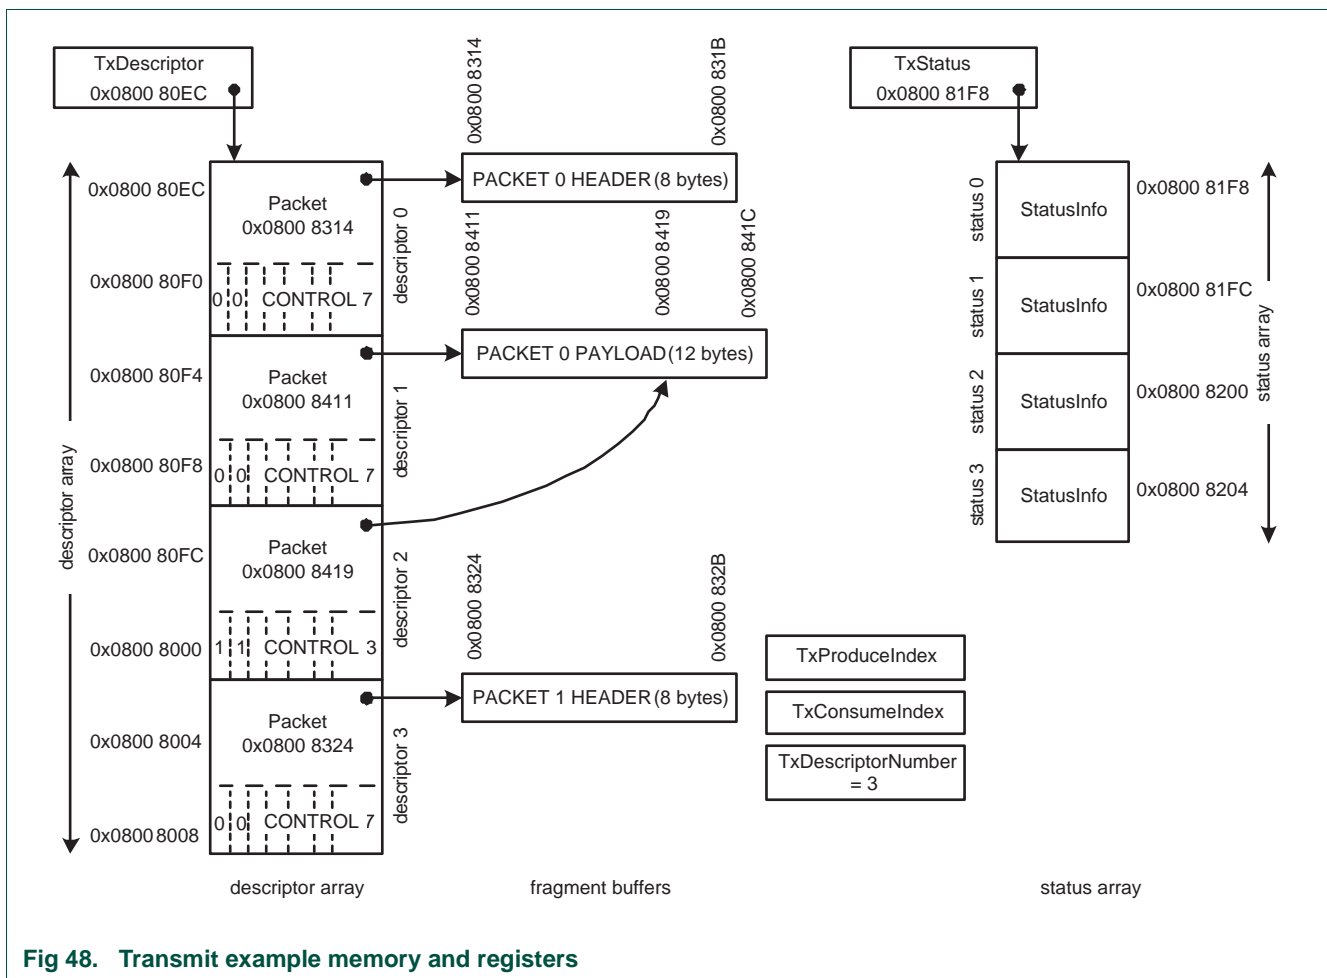 TxDescriptor
0x0800 80EC
0x0800 8314
0x0800 831B
TxStatus
0x0800 81F8
0x0800 80EC
Packet
0x0800 8314
descriptor 0
PACKET 0 HEADER (8 bytes)
0x0800 8411
0x0800 8419
0x0800 841C
0x0800 80F0
0 0 CONTROL 7
0x0800 80F4
Packet
0x0800 8411
descriptor 1
PACKET 0 PAYLOAD (12 bytes)
0x0800 80F8
0 0 CONTROL 7
descriptor array
0x0800 80FC
Packet
0x0800 8419
descriptor 2
0x0800 8324
0x0800 832B
0x0800 8000
1 1 CONTROL 3
0x0800 8004
Packet
0x0800 8324
descriptor 3
PACKET 1 HEADER (8 bytes)
0x0800 8008
0 0 CONTROL 7
TxProduceIndex
TxConsumeIndex
TxDescriptorNumber
= 3
status 0
StatusInfo
0x0800 81F8
status 1
StatusInfo
0x0800 81FC
status 2
StatusInfo
0x0800 8200
status 3
StatusInfo
0x0800 8204
status array
descriptor array
fragment buffers
status array
Fig 48. Transmit example memory and registers